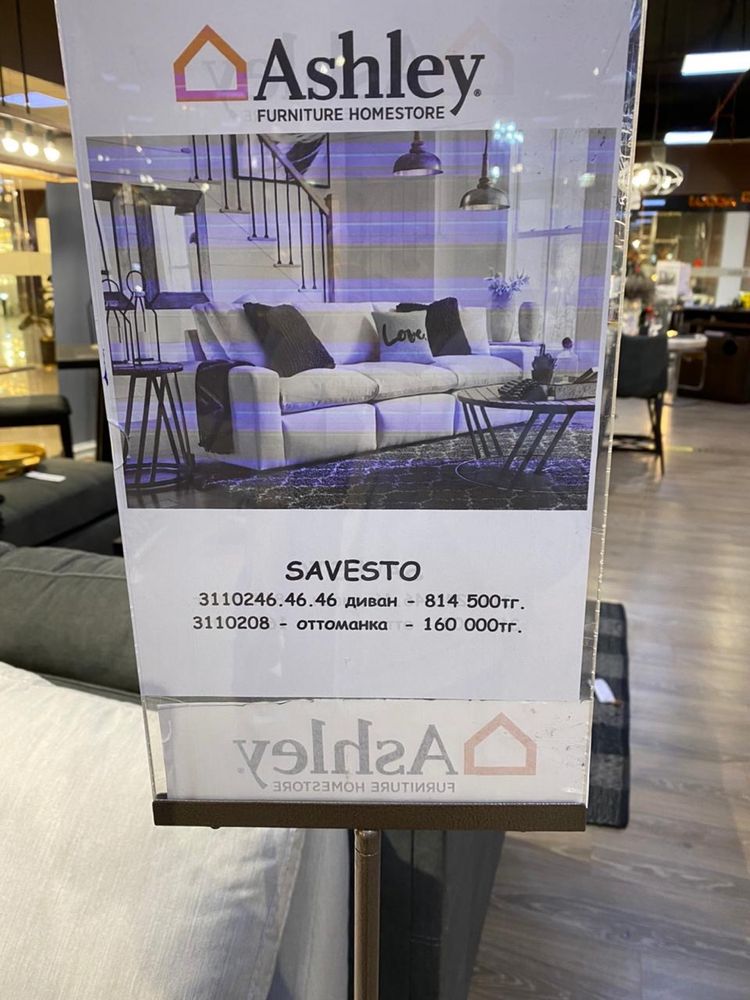 Ashley
FURNITURE HOMESTORE
Love
SAVESTO
3110246.46.46 диван - 814 500тг.
3110208 - оттоманка - 160 000тг.
Ashley
FURNITURE HOMESTORE